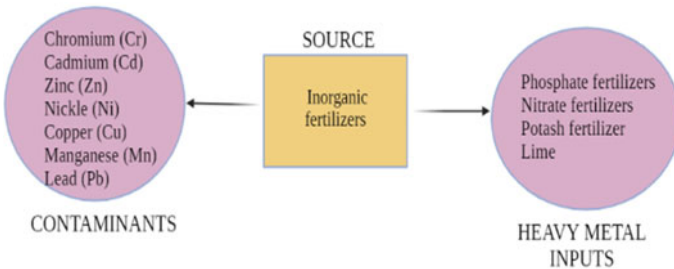 Chromium (Cr)
Cadmium (Cd)
Zinc (Zn)
Nickle (Ni)
Copper (Cu)
Manganese (Mn)
Lead (Pb)
CONTAMINANTS
SOURCE
Inorganic
fertilizers
Phosphate fertilizers
Nitrate fertilizers
Potash fertilizer
Lime
HEAVY METAL
INPUTS